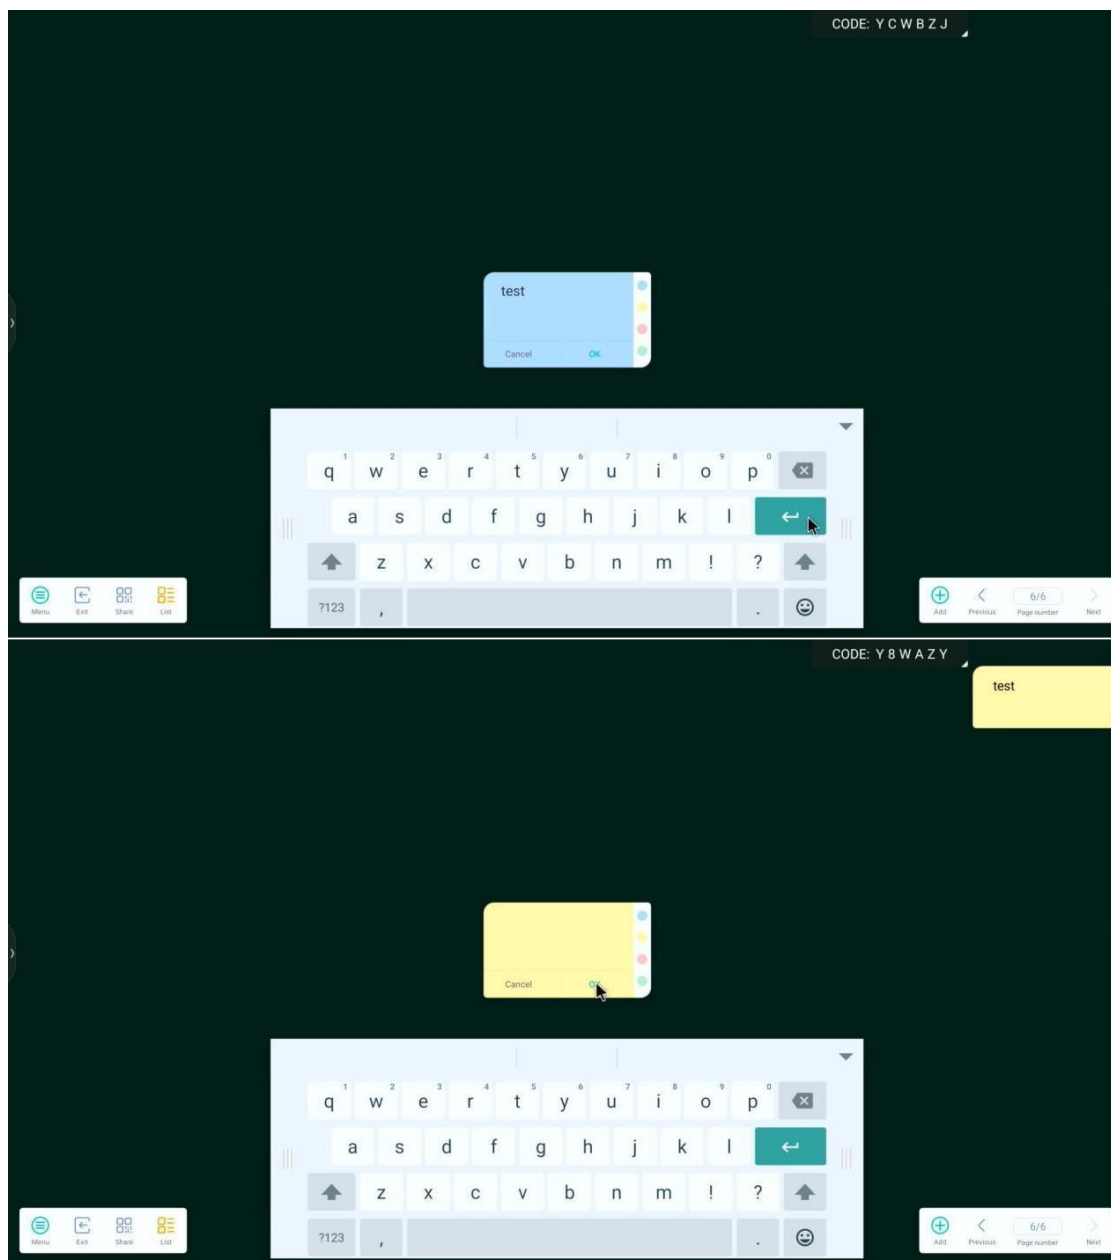 CODE: Y C W B Z J
test
Cancel OK
1 2 3 4 5 6 7 8 9 0
q w e r t y u i o p
a s d f g h j k l
z x c v b n m ! ?
?123 , .
6/6
Menu Exit Share List
Add Previous Page number Next
CODE: Y 8 W A Z Y
test
Cancel OK
1 2 3 4 5 6 7 8 9 0
q w e r t y u i o p
a s d f g h j k l
z x c v b n m ! ?
?123 , .
6/6
Menu Exit Share List
Add Previous Page number Next